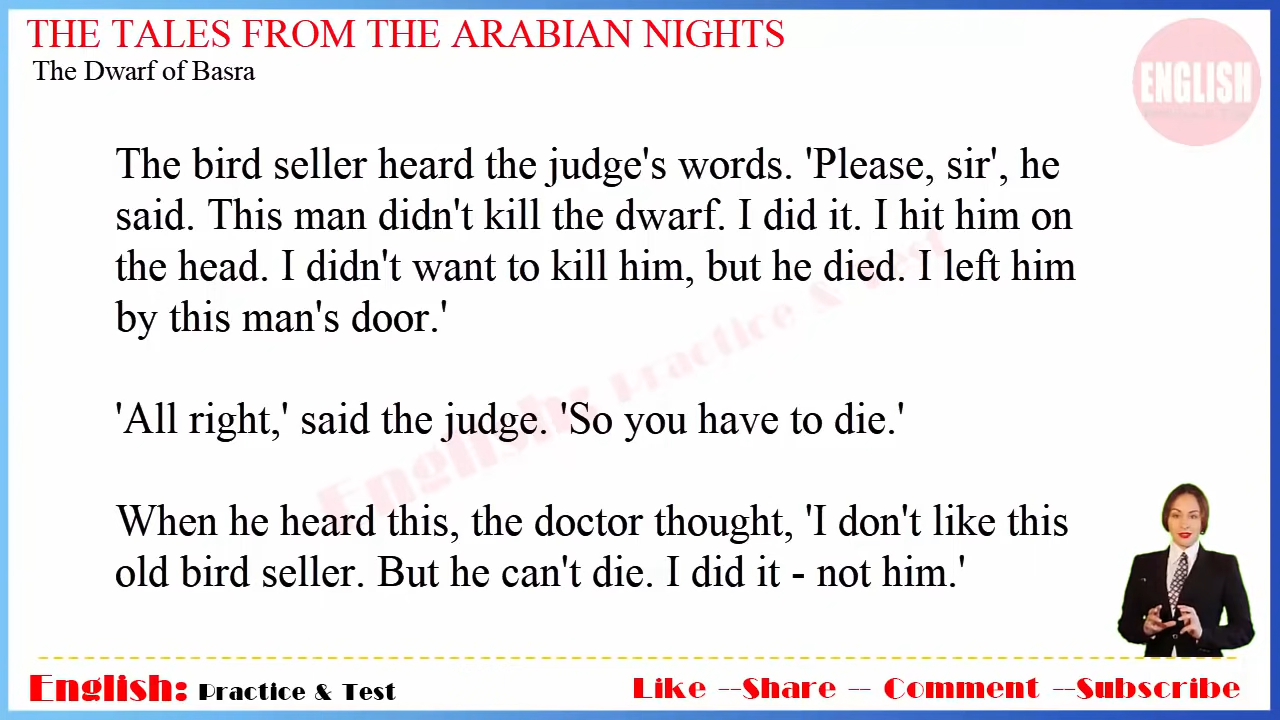 THE TALES FROM THE ARABIAN NIGHTS
The Dwarf of Basra
ENGLISH
The bird seller heard the judge's words. 'Please, sir', he
said. This man didn't kill the dwarf. I did it. I hit him on
the head. I didn't want to kill him, but he died. I left him
by this man's door.'
'All right,' said the judge. 'So you have to die.'
When he heard this, the doctor thought, 'I don't like this
old bird seller. But he can't die. I did it - not him.'
English: Practice & Test
English: Practice & Test
Like --Share -- Comment --Subscribe